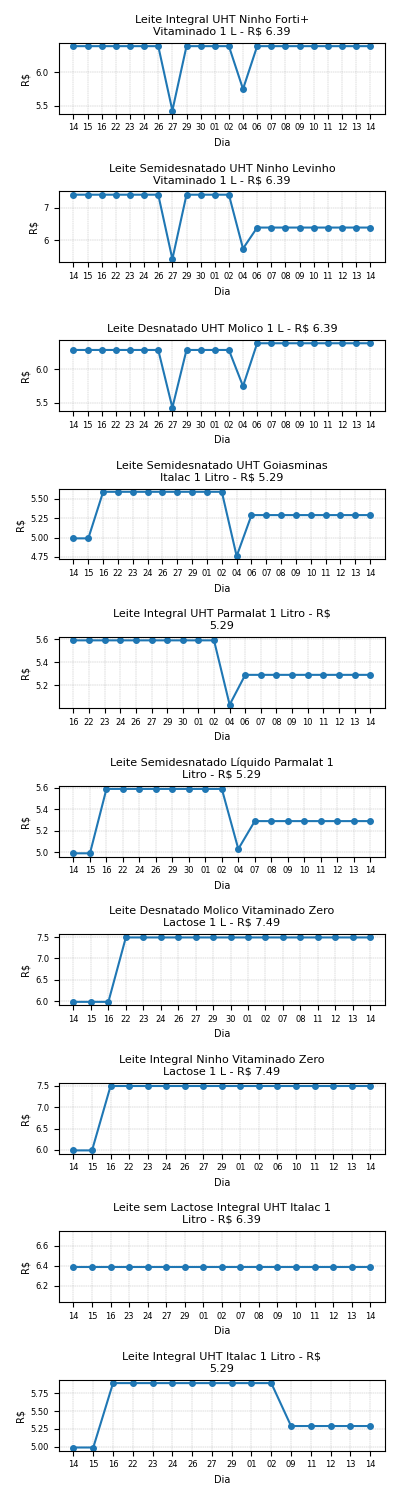 Leite Integral UHT Ninho Forti+
Vitaminado 1 L - R$ 6.39
6.0
5.5
R$
14 15 16 22 23 24 26 27 29 30 01 02 04 06 07 08 09 10 11 12 13 14
Dia
Leite Semidesnatado UHT Ninho Levinho
Vitaminado 1 L - R$ 6.39
7
6
R$
14 15 16 22 23 24 26 27 29 30 01 02 04 06 07 08 09 10 11 12 13 14
Dia
Leite Desnatado UHT Molico 1 L - R$ 6.39
6.0
5.5
R$
14 15 16 22 23 24 26 27 29 30 01 02 04 06 07 08 09 10 11 12 13 14
Dia
Leite Semidesnatado UHT Goiasminas
Italac 1 Litro - R$ 5.29
5.50
5.25
5.00
4.75
R$
14 15 16 22 23 24 26 27 29 01 02 04 06 07 08 09 10 11 12 13 14
Dia
Leite Integral UHT Parmalat 1 Litro - R$
5.29
5.6
5.4
5.2
R$
16 22 23 24 26 27 29 30 01 02 04 06 07 08 09 10 11 12 13 14
Dia
Leite Semidesnatado Líquido Parmalat 1
Litro - R$ 5.29
5.6
5.4
5.2
5.0
R$
14 15 16 22 24 26 27 29 01 02 04 07 08 09 10 11 12 13 14
Dia
Leite Desnatado Molico Vitaminado Zero
Lactose 1 L - R$ 7.49
7.5
7.0
6.5
6.0
R$
14 15 16 22 23 24 26 27 29 30 01 02 07 08 11 12 13 14
Dia
Leite Integral Ninho Vitaminado Zero
Lactose 1 L - R$ 7.49
7.5
7.0
6.5
6.0
R$
14 15 16 22 23 24 26 27 29 01 02 06 10 11 12 13 14
Dia
Leite sem Lactose Integral UHT Italac 1
Litro - R$ 6.39
6.6
6.4
6.2
R$
14 15 16 23 24 27 29 01 02 07 08 09 10 11 12 13 14
Dia
Leite Integral UHT Italac 1 Litro - R$
5.29
5.75
5.50
5.25
5.00
R$
14 15 16 22 23 24 26 27 29 01 02 09 11 12 13 14
Dia